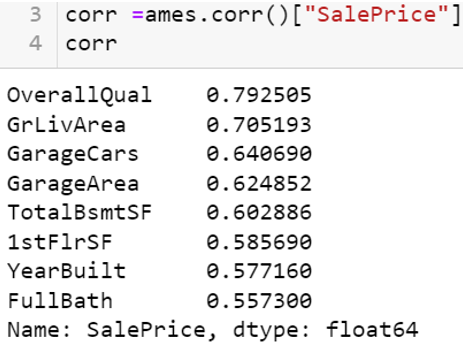 3 corr =ames.corr()["SalePrice"]
4 corr
OverallQual 0.792505
GrLivArea 0.705193
GarageCars 0.640690
GarageArea 0.624852
TotalBsmtSF 0.602886
1stFlrSF 0.585690
YearBuilt 0.577160
FullBath 0.557300
Name: SalePrice, dtype: float64